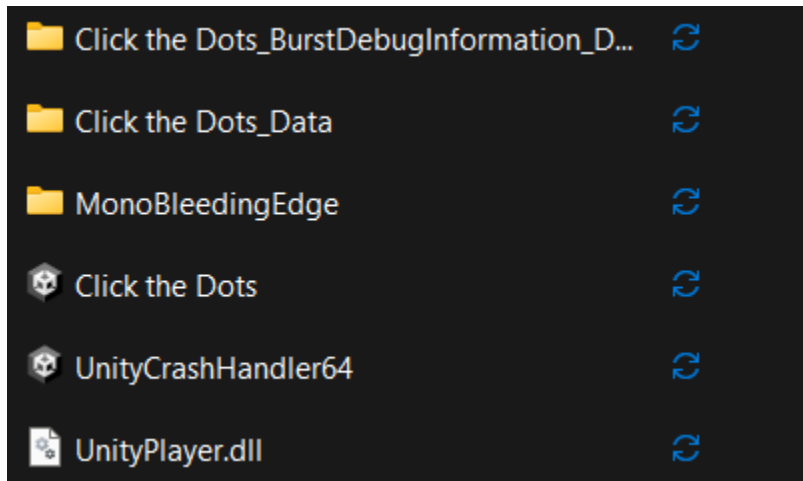 Click the Dots_BurstDebugInformation_D...
Click the Dots_Data
MonoBleedingEdge
Click the Dots
UnityCrashHandler64
UnityPlayer.dll